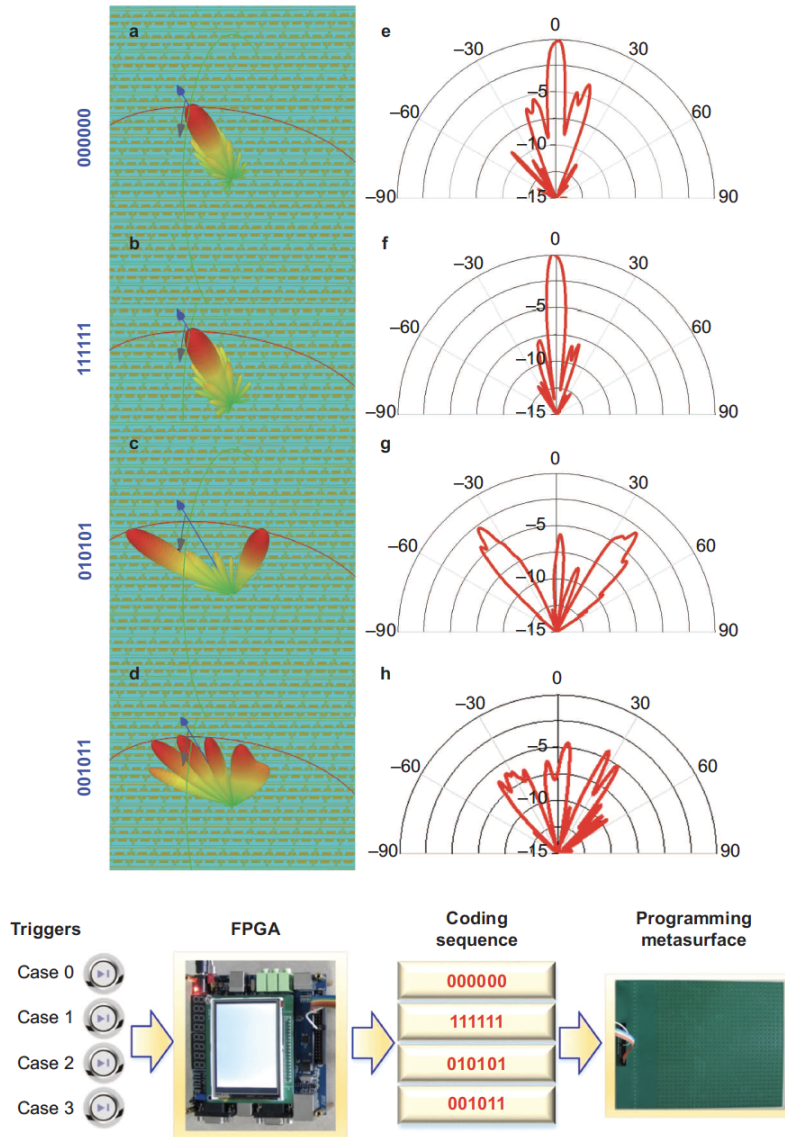 a
000000
b
111111
c
010101
d
001011
e
0
–30
30
–5
–60
60
–10
–90
–15
90
f
0
–30
30
–5
–60
60
–10
–90
–15
90
g
0
–30
30
–5
–60
60
–10
–90
–15
90
h
0
–30
30
–5
–60
60
–10
–90
–15
90
Triggers
Case 0
Case 1
Case 2
Case 3
FPGA
Coding
sequence
000000
111111
010101
001011
Programming
metasurface